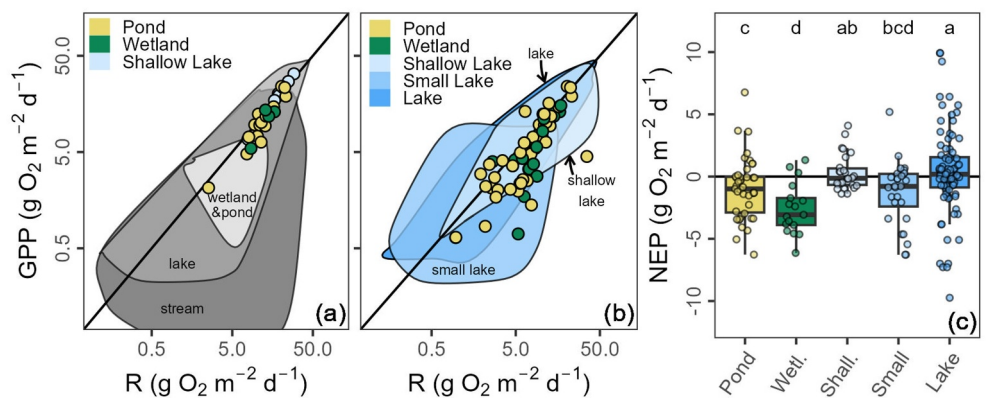 GPP (g O₂ m⁻² d⁻¹)
50.0
5.0
0.5
Pond
Wetland
Shallow Lake
wetland
&pond
lake
stream
(a)
0.5
5.0
50.0
R (g O₂ m⁻² d⁻¹)
Pond
Wetland
Shallow Lake
Small Lake
Lake
lake
shallow
lake
small lake
(b)
0.5
5.0
50.0
R (g O₂ m⁻² d⁻¹)
NEP (g O₂ m⁻² d⁻¹)
10
5
0
-5
-10
c
d
ab
bcd
a
(c)
Pond
Wetl.
Shall.
Small
Lake